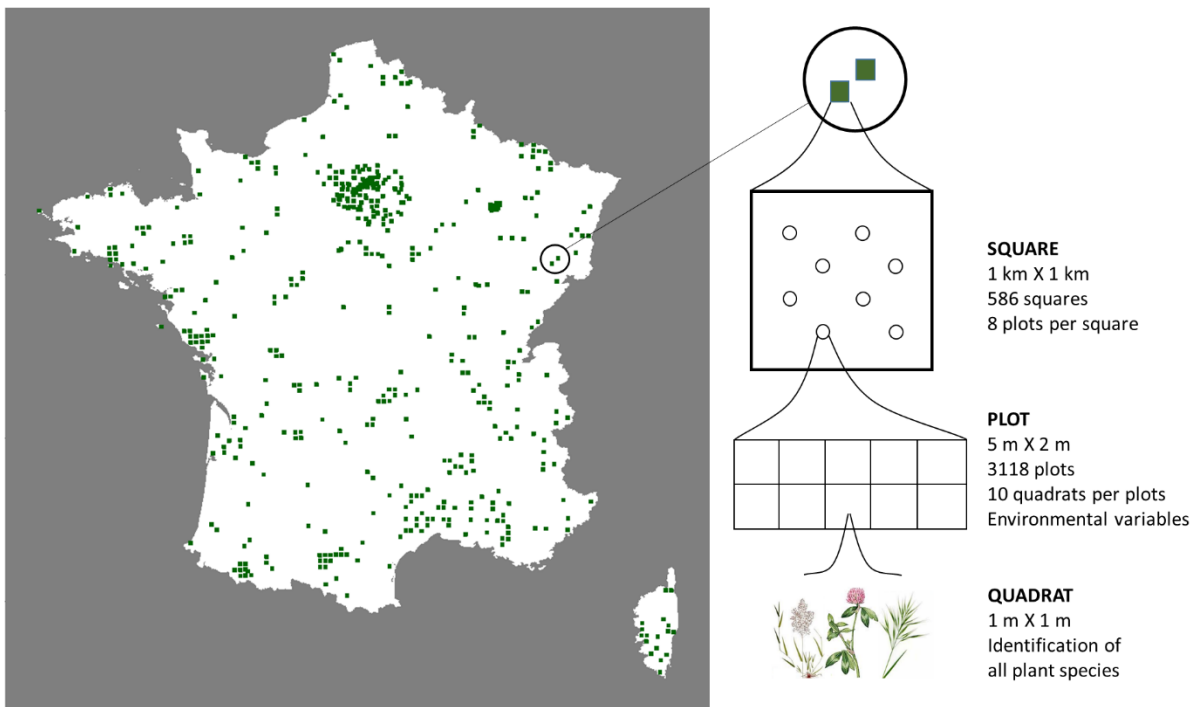 SQUARE
1 km X 1 km
586 squares
8 plots per square
PLOT
5 m X 2 m
3118 plots
10 quadrats per plots
Environmental variables
QUADRAT
1 m X 1 m
Identification of
all plant species